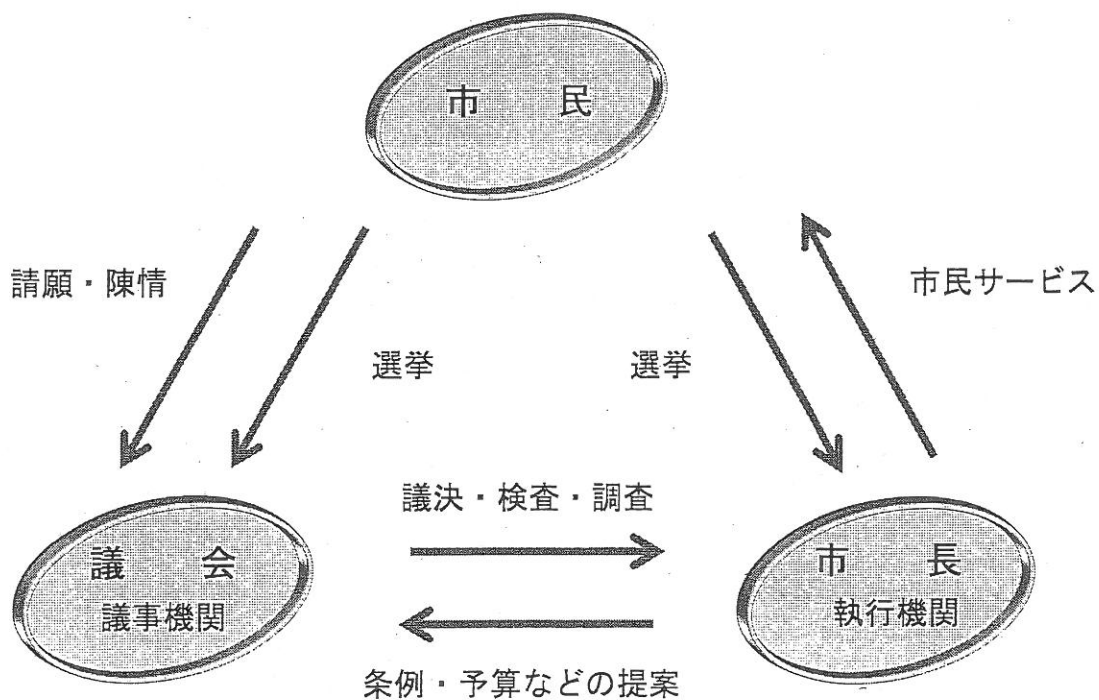 市　民
請願・陳情
市民サービス
選挙
選挙
議決・検査・調査
議　会
議事機関
市　長
執行機関
条例・予算などの提案